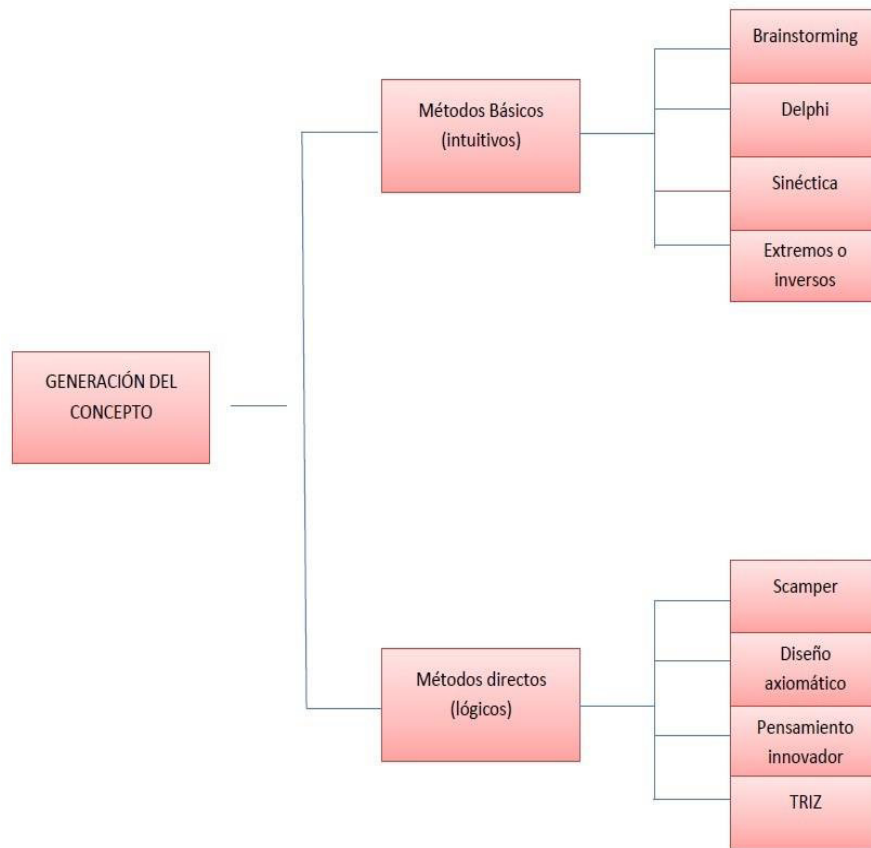 Brainstorming
Métodos Básicos
(intuitivos)
Delphi
Sinéctica
Extremos o
inversos
GENERACIÓN DEL
CONCEPTO
Scamper
Métodos directos
(lógicos)
Diseño
axiomático
Pensamiento
innovador
TRIZ